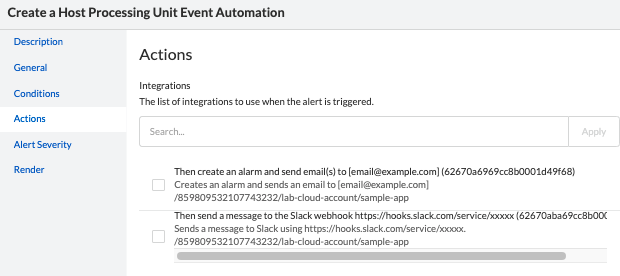 Create a Host Processing Unit Event Automation
Description
General
Conditions
Actions
Alert Severity
Render
Actions
Integrations
The list of integrations to use when the alert is triggered.
Search...
Apply
Then create an alarm and send email(s) to [email@example.com] (62670a6969cc8b0001d49f68)
Creates an alarm and sends an email to [email@example.com]
/859809532107743232/lab-cloud-account/sample-app
Then send a message to the Slack webhook https://hooks.slack.com/service/xxxxx (62670aba69cc8b000
Sends a message to Slack using https://hooks.slack.com/service/xxxxx.
/859809532107743232/lab-cloud-account/sample-app